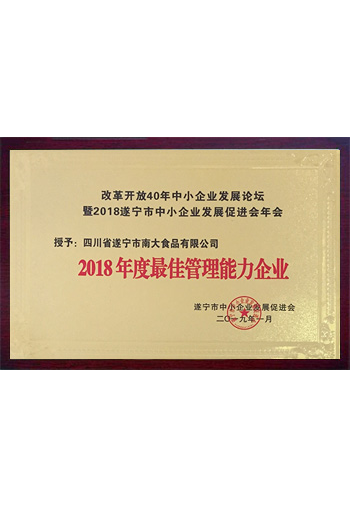 改革开放40年中小企业发展论坛
暨2018遂宁市中小企业发展促进会年会
授予：四川省遂宁市南大食品有限公司
2018年度最佳管理能力企业
遂宁市中小企业发展促进会
二〇一九年一月